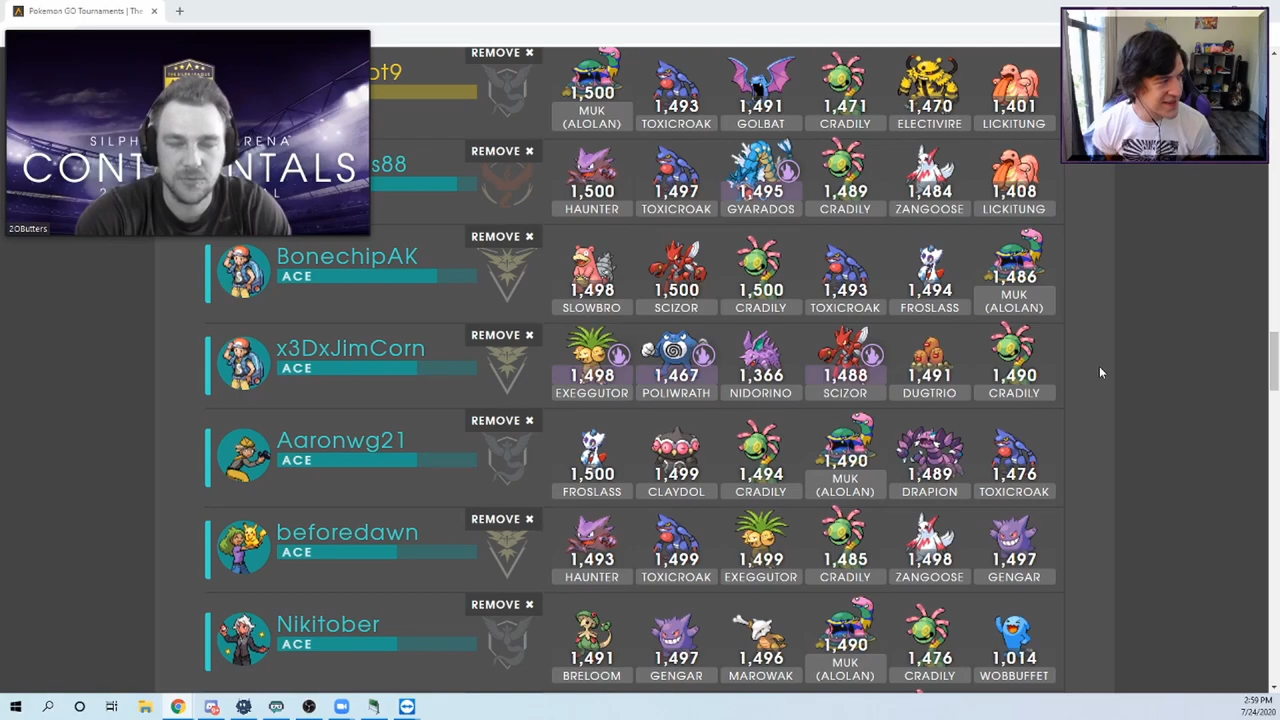 Pokemon GO Tournaments | The
SILPH ARENA
CONTINENTALS
2OButters
ot9
REMOVE ×
1,500 1,493 1,491 1,471 1,470 1,401
MUK (ALOLAN) TOXICROAK GOLBAT CRADILY ELECTIVIRE LICKITUNG
s88
REMOVE ×
1,500 1,497 1,495 1,489 1,484 1,408
HAUNTER TOXICROAK GYARADOS CRADILY ZANGOOSE LICKITUNG
BonechipAK
ACE
REMOVE ×
1,498 1,500 1,500 1,493 1,494 1,486
SLOWBRO SCIZOR CRADILY TOXICROAK FROSLASS MUK (ALOLAN)
x3DxJimCorn
ACE
REMOVE ×
1,498 1,467 1,366 1,488 1,491 1,490
EXEGGUTOR POLIWRATH NIDORINO SCIZOR DUGTRIO CRADILY
Aaronwg21
ACE
REMOVE ×
1,500 1,499 1,494 1,490 1,489 1,476
FROSLASS CLAYDOL CRADILY MUK (ALOLAN) DRAPION TOXICROAK
beforedawn
ACE
REMOVE ×
1,493 1,499 1,499 1,485 1,498 1,497
HAUNTER TOXICROAK EXEGGUTOR CRADILY ZANGOOSE GENGAR
Nikitober
ACE
REMOVE ×
1,491 1,497 1,496 1,490 1,476 1,014
BRELOOM GENGAR MAROWAK MUK (ALOLAN) CRADILY WOBBUFFET
2:59 PM
7/24/2020